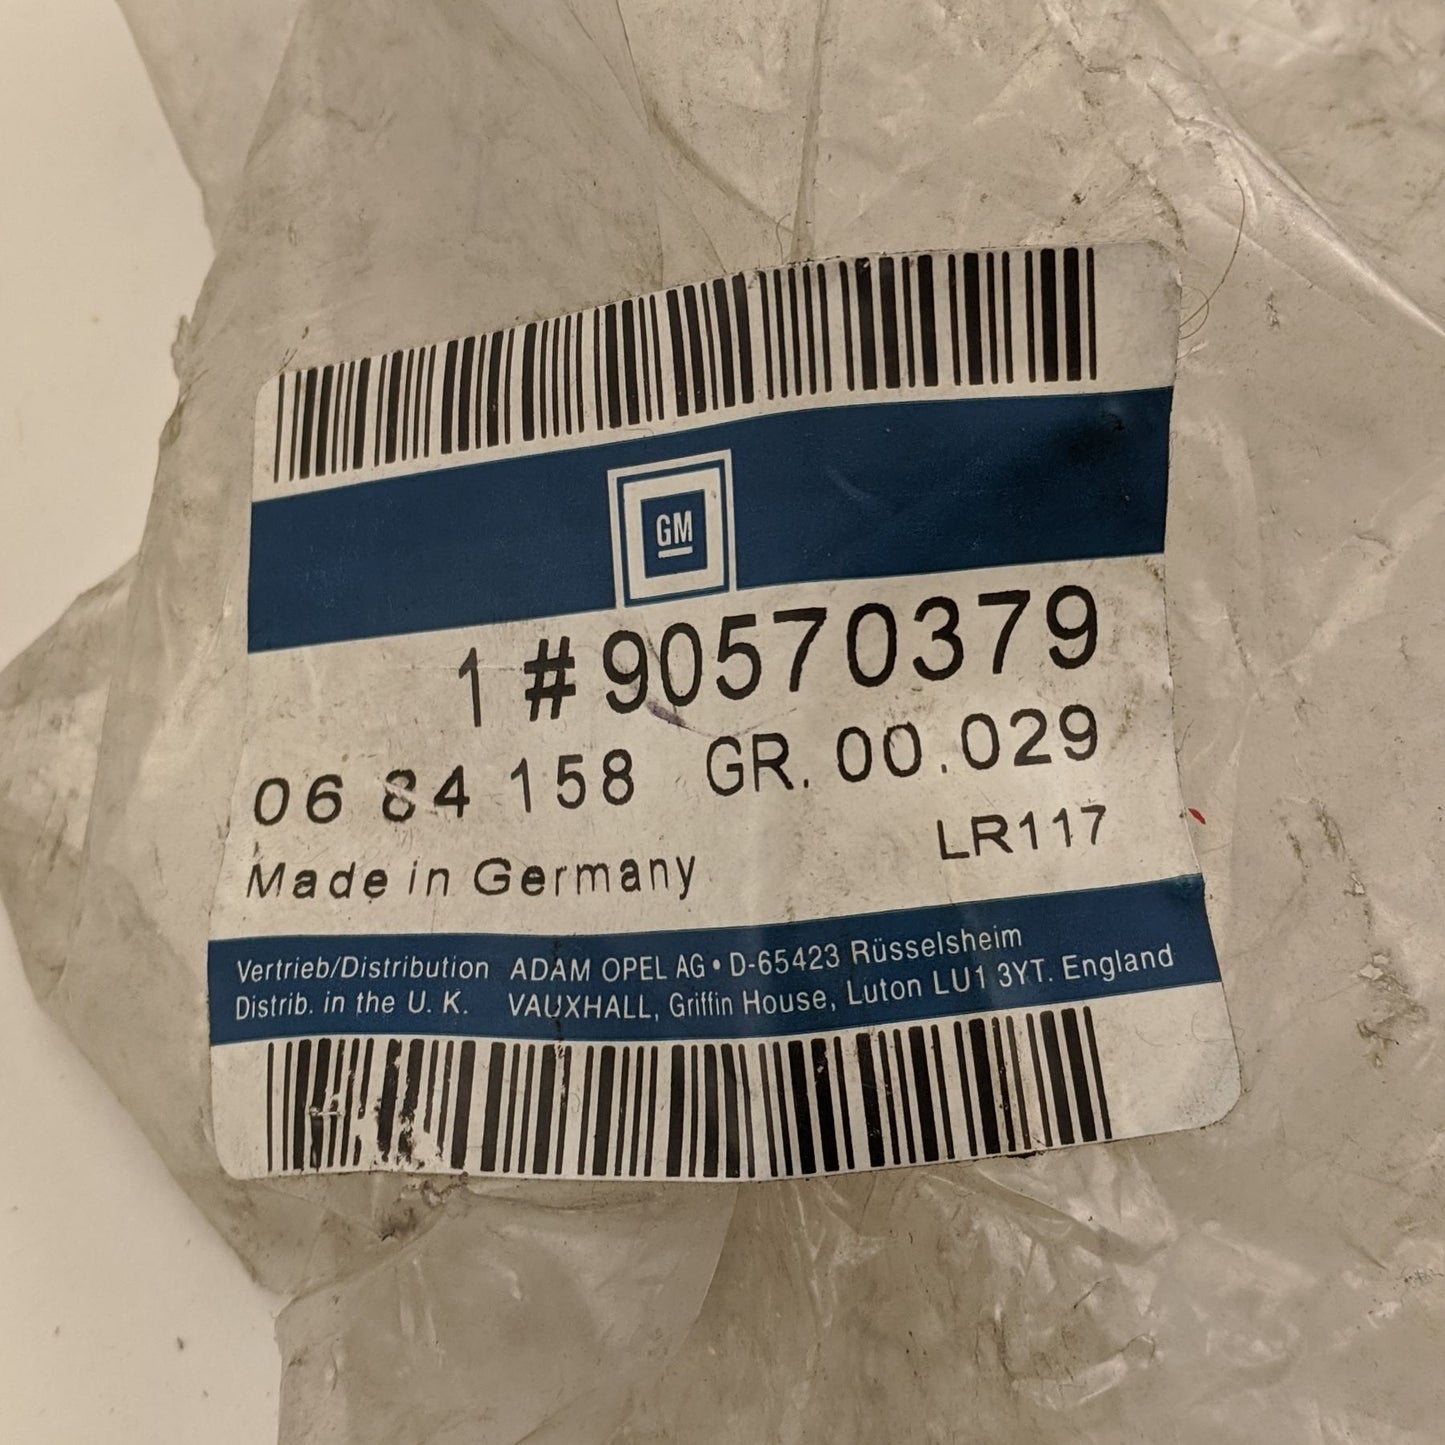 GM
1 #90570379
06 84 158 GR. 00.029
Made in Germany LR117
Vertrieb/Distribution ADAM OPEL AG • D-65423 Rüsselsheim
Distrib. in the U. K. VAUXHALL, Griffin House, Luton LU1 3YT. England